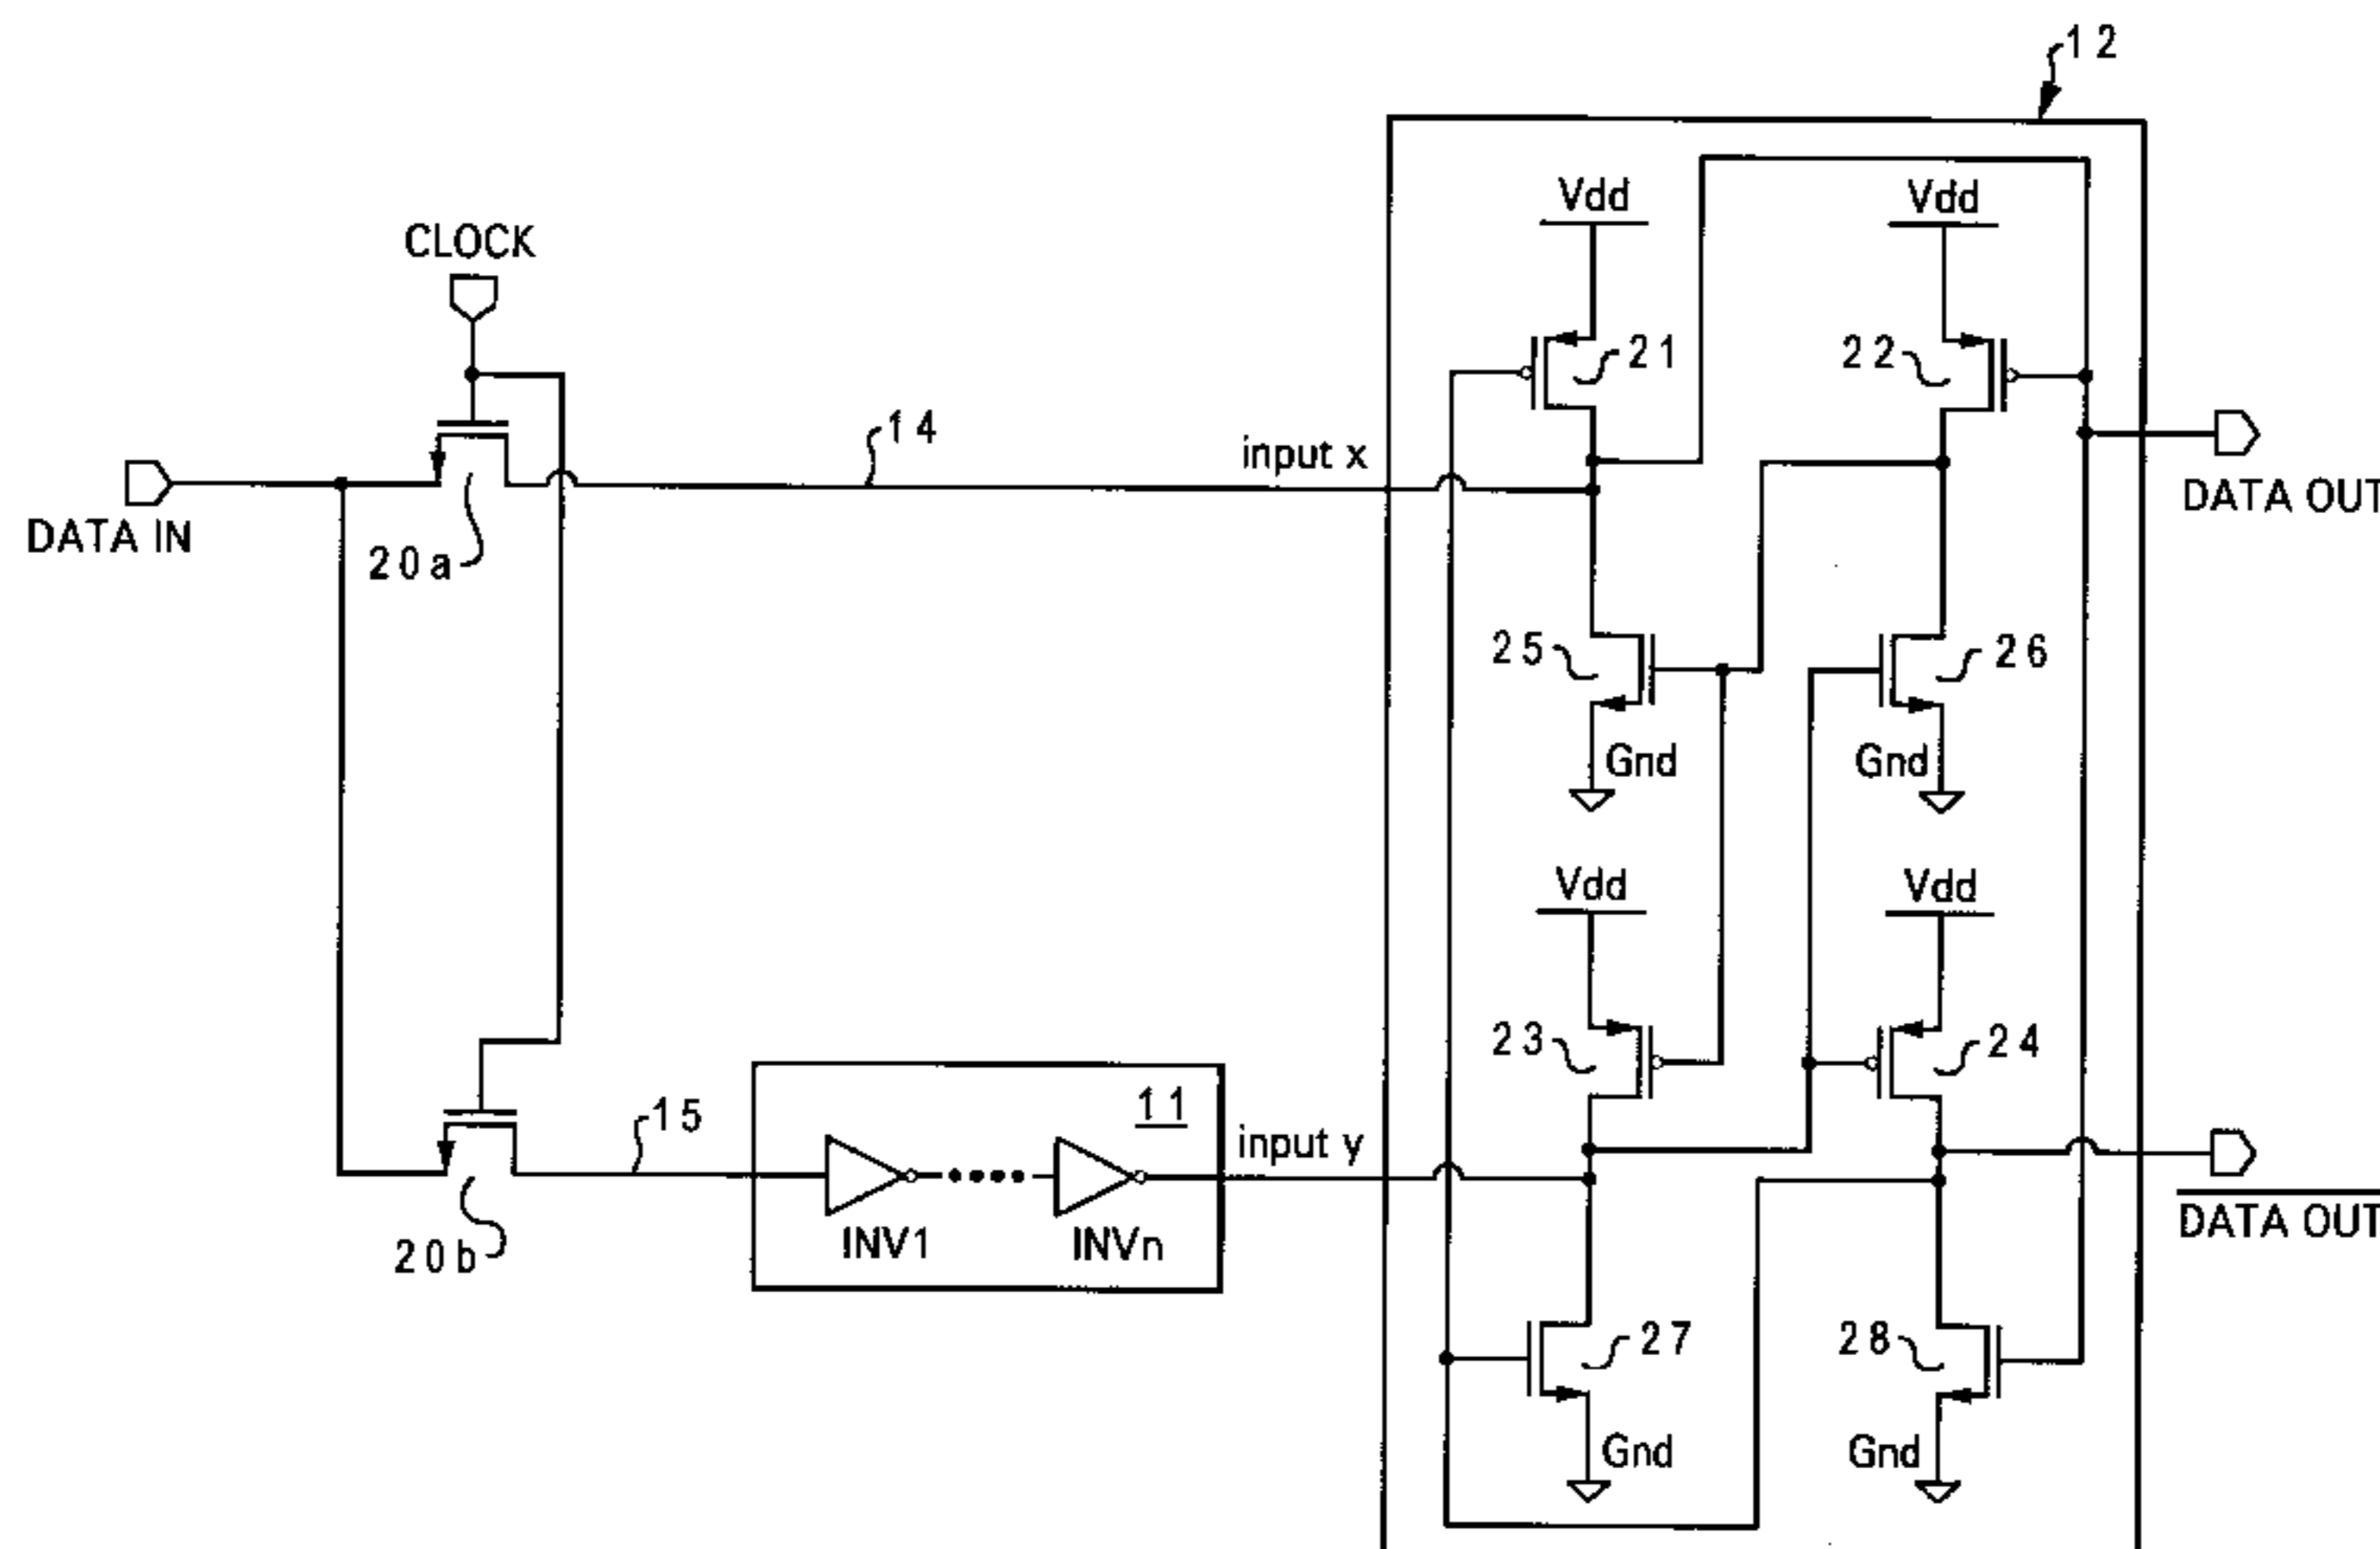 12
Vdd
Vdd
CLOCK
21
22
14
input x
DATA IN
20a
DATA OUT
25
26
Gnd
Gnd
Vdd
Vdd
23
24
15
11
input y
INV1
INVn
20b
DATA OUT
27
28
Gnd
Gnd